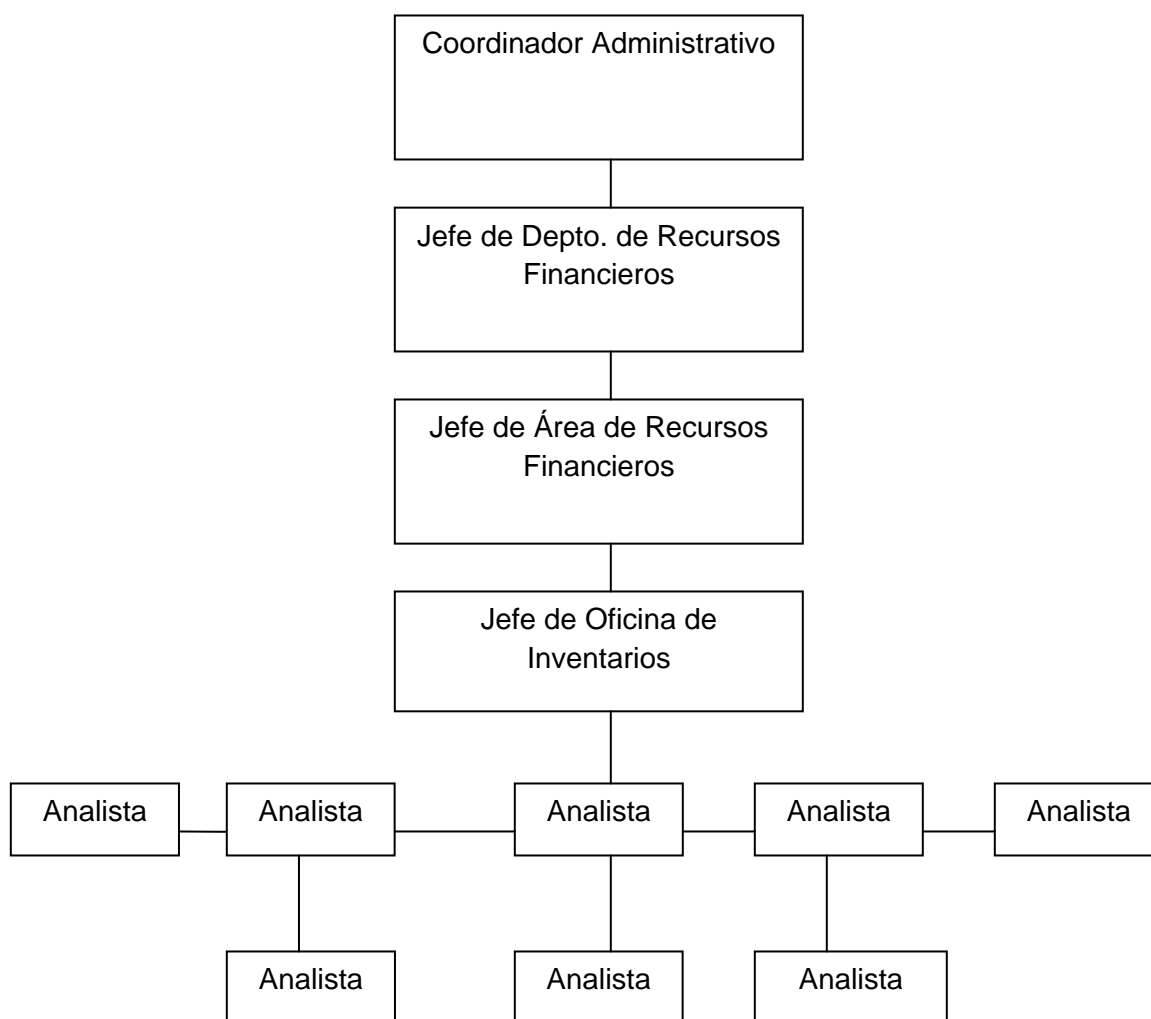 Coordinador Administrativo
Jefe de Depto. de Recursos
Financieros
Jefe de Área de Recursos
Financieros
Jefe de Oficina de
Inventarios
Analista
Analista
Analista
Analista
Analista
Analista
Analista
Analista